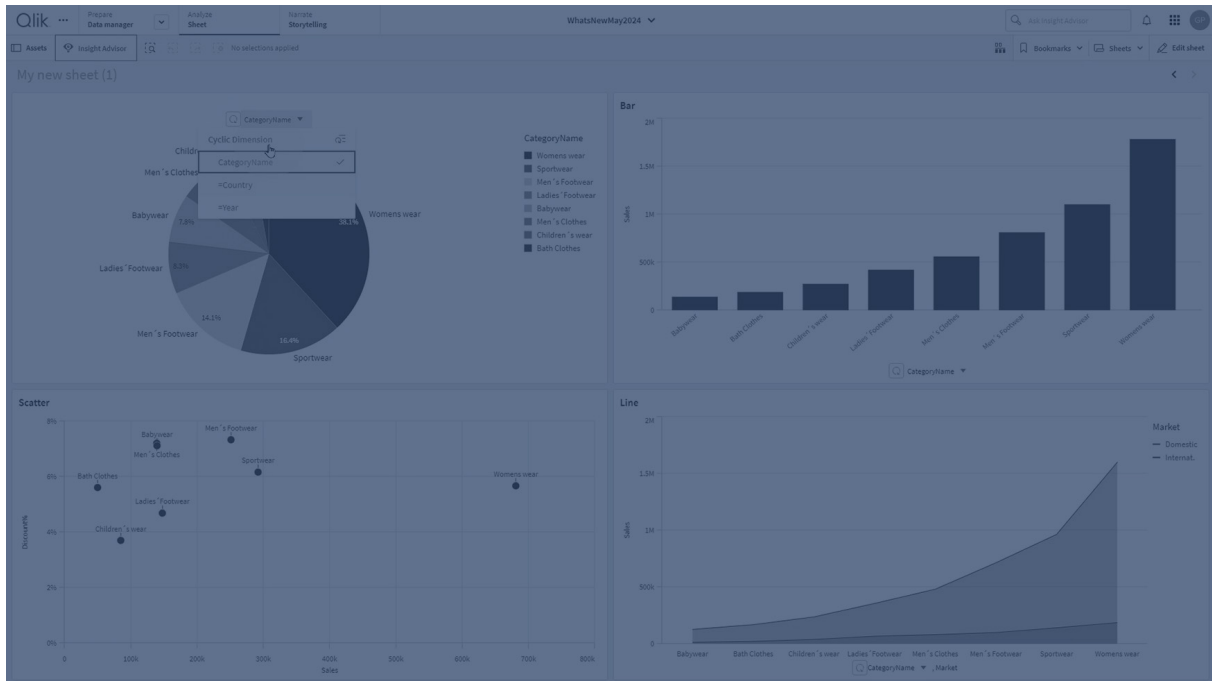 Qlik
Prepare
Data manager
Analyze
Sheet
Narrate
Storytelling
WhatsNewMay2024
Ask Insight Advisor
Assets
Insight Advisor
No selections applied
Bookmarks
Sheets
Edit sheet
My new sheet (1)
CategoryName
Cyclic Dimension
CategoryName
=Country
=Year
Men´s Clothes
Babywear
Ladies´Footwear
Men´s Footwear
Sportwear
Womens wear
38.1%
16.4%
14.1%
CategoryName
Womens wear
Sportwear
Men´s Footwear
Ladies´Footwear
Babywear
Men´s Clothes
Children´s wear
Bath Clothes
Bar
2M
1.5M
1M
500k
0
Sales
Babywear
Bath Clothes
Children´s wear
Ladies´Footwear
Men´s Clothes
Men´s Footwear
Sportwear
Womens wear
CategoryName
Scatter
8%
6%
4%
2%
0%
Discount%
Babywear
Men´s Clothes
Men´s Footwear
Sportwear
Bath Clothes
Womens wear
Ladies´Footwear
Children´s wear
0 100k 200k 300k 400k 500k 600k 700k 800k
Sales
Line
2M
1.5M
1M
500k
0
Sales
Market
Domestic
Internat.
Babywear Bath Clothes Children´s wear Ladies´Footwear Men´s Clothes Men´s Footwear Sportwear Womens wear
CategoryName , Market